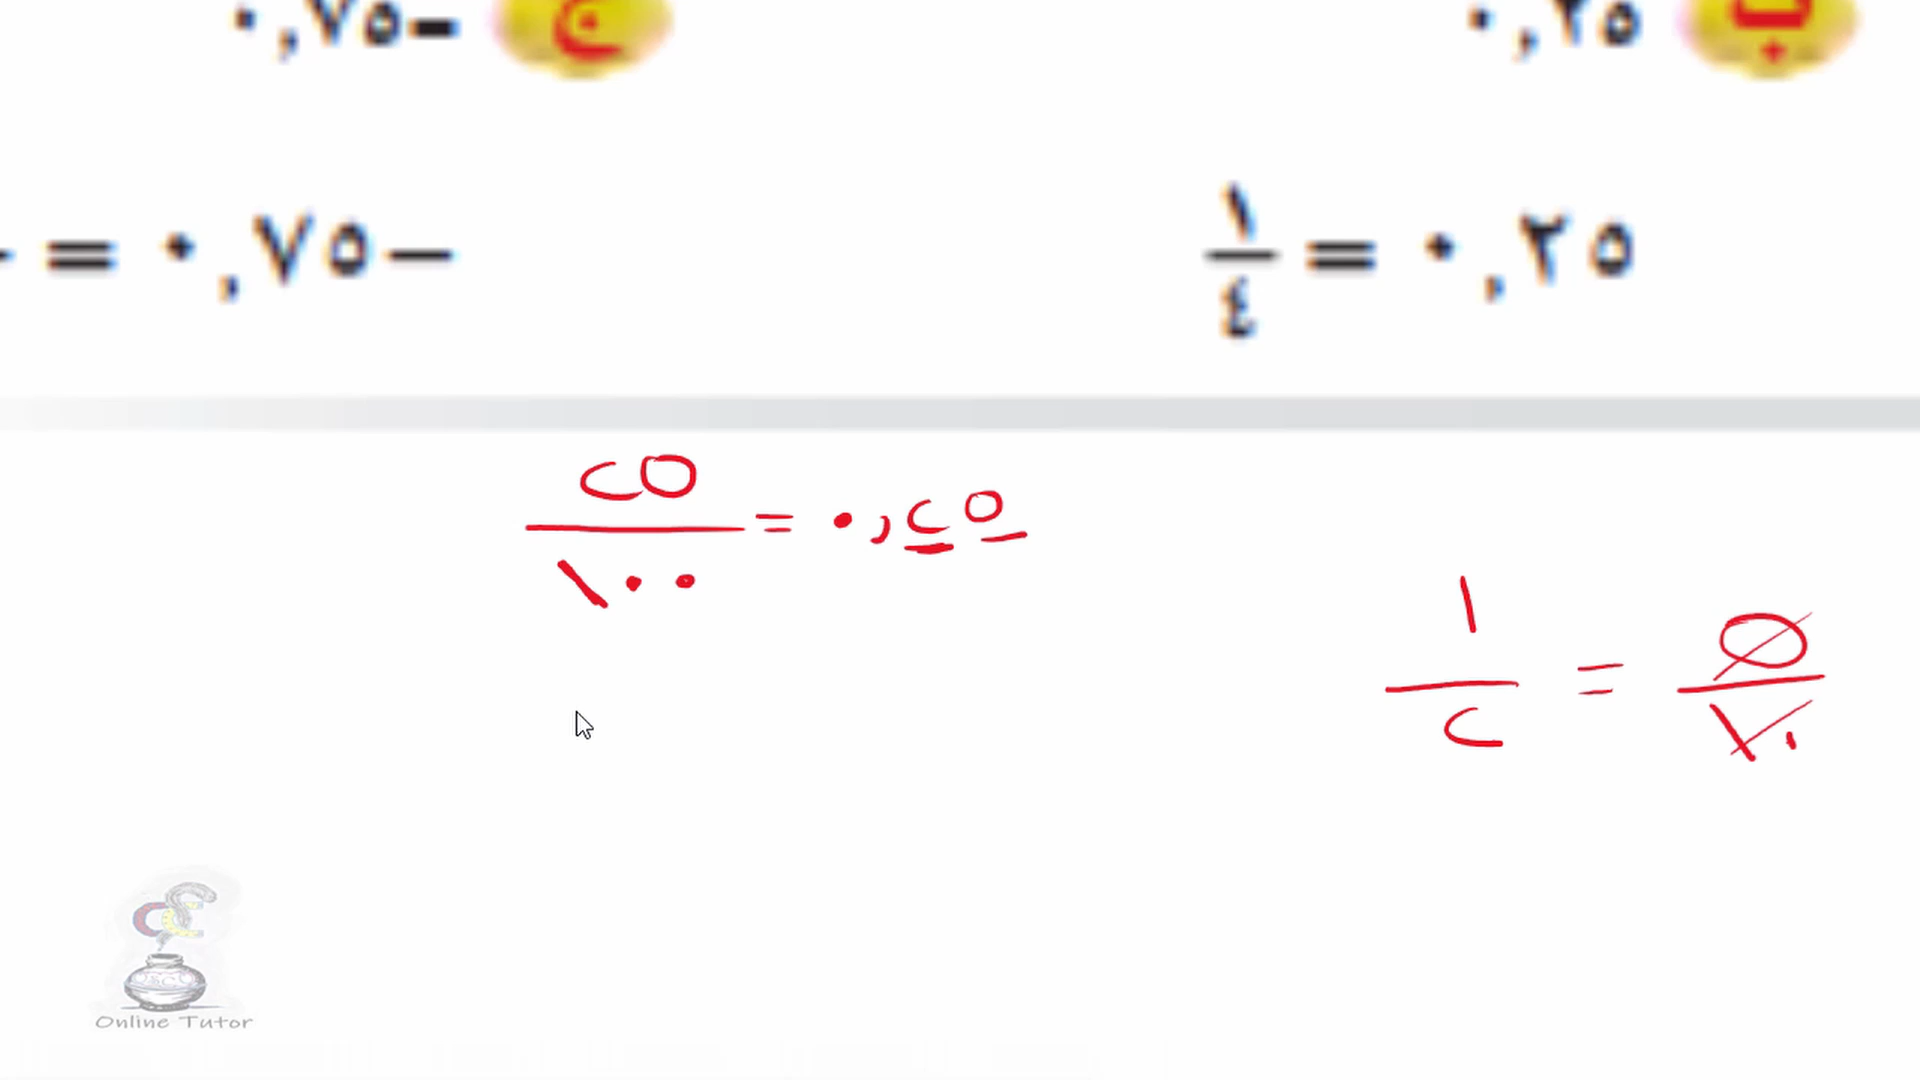 ب ٠,٢٥ ج -٠,٧٥
٠,٢٥ = ١/٤ -٠,٧٥ =
٢٥/١٠٠ = ٠,٢٥
١/٢ = ٥/١٠
Online Tutor